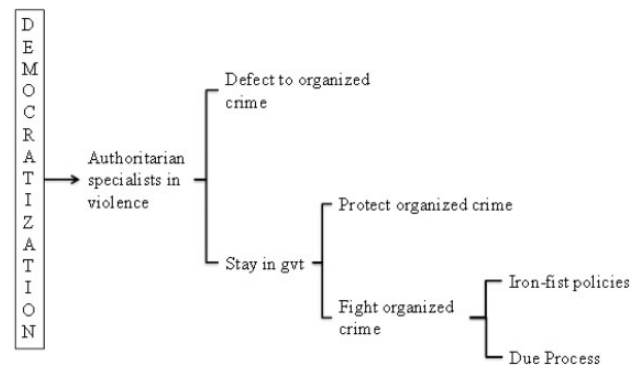 DEMOCRATIZATION
Authoritarian
specialists in
violence
Defect to organized
crime
Stay in gvt
Protect organized crime
Fight organized
crime
Iron-fist policies
Due Process